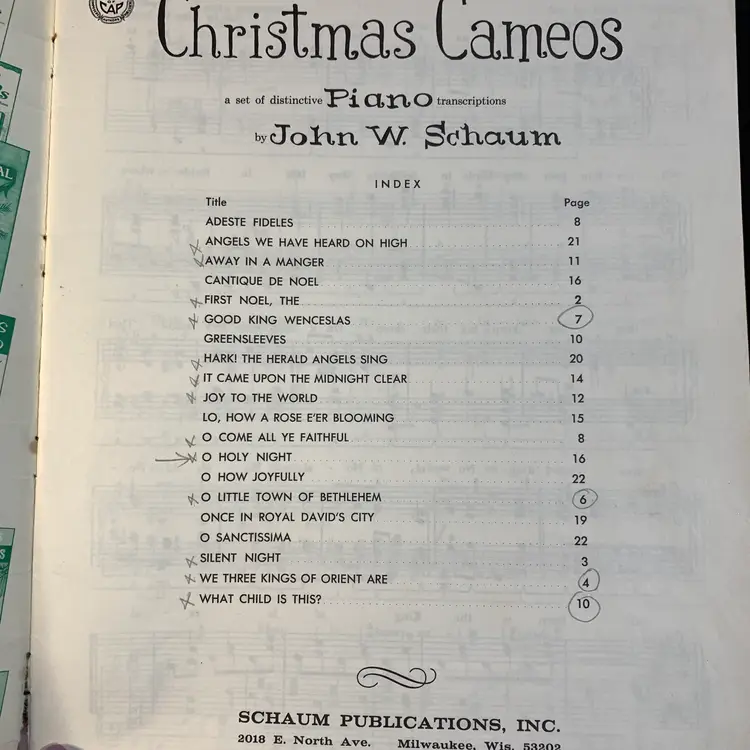 CAP
Christmas Cameos
a set of distinctive Piano transcriptions
by John W. Schaum
INDEX
Title Page
ADESTE FIDELES 8
ANGELS WE HAVE HEARD ON HIGH 21
AWAY IN A MANGER 11
CANTIQUE DE NOEL 16
FIRST NOEL, THE 2
GOOD KING WENCESLAS 7
GREENSLEEVES 10
HARK! THE HERALD ANGELS SING 20
IT CAME UPON THE MIDNIGHT CLEAR 14
JOY TO THE WORLD 12
LO, HOW A ROSE E'ER BLOOMING 15
O COME ALL YE FAITHFUL 8
O HOLY NIGHT 16
O HOW JOYFULLY 22
O LITTLE TOWN OF BETHLEHEM 6
ONCE IN ROYAL DAVID'S CITY 19
O SANCTISSIMA 22
SILENT NIGHT 3
WE THREE KINGS OF ORIENT ARE 4
WHAT CHILD IS THIS? 10
SCHAUM PUBLICATIONS, INC.
2018 E. North Ave. Milwaukee, Wis. 53202